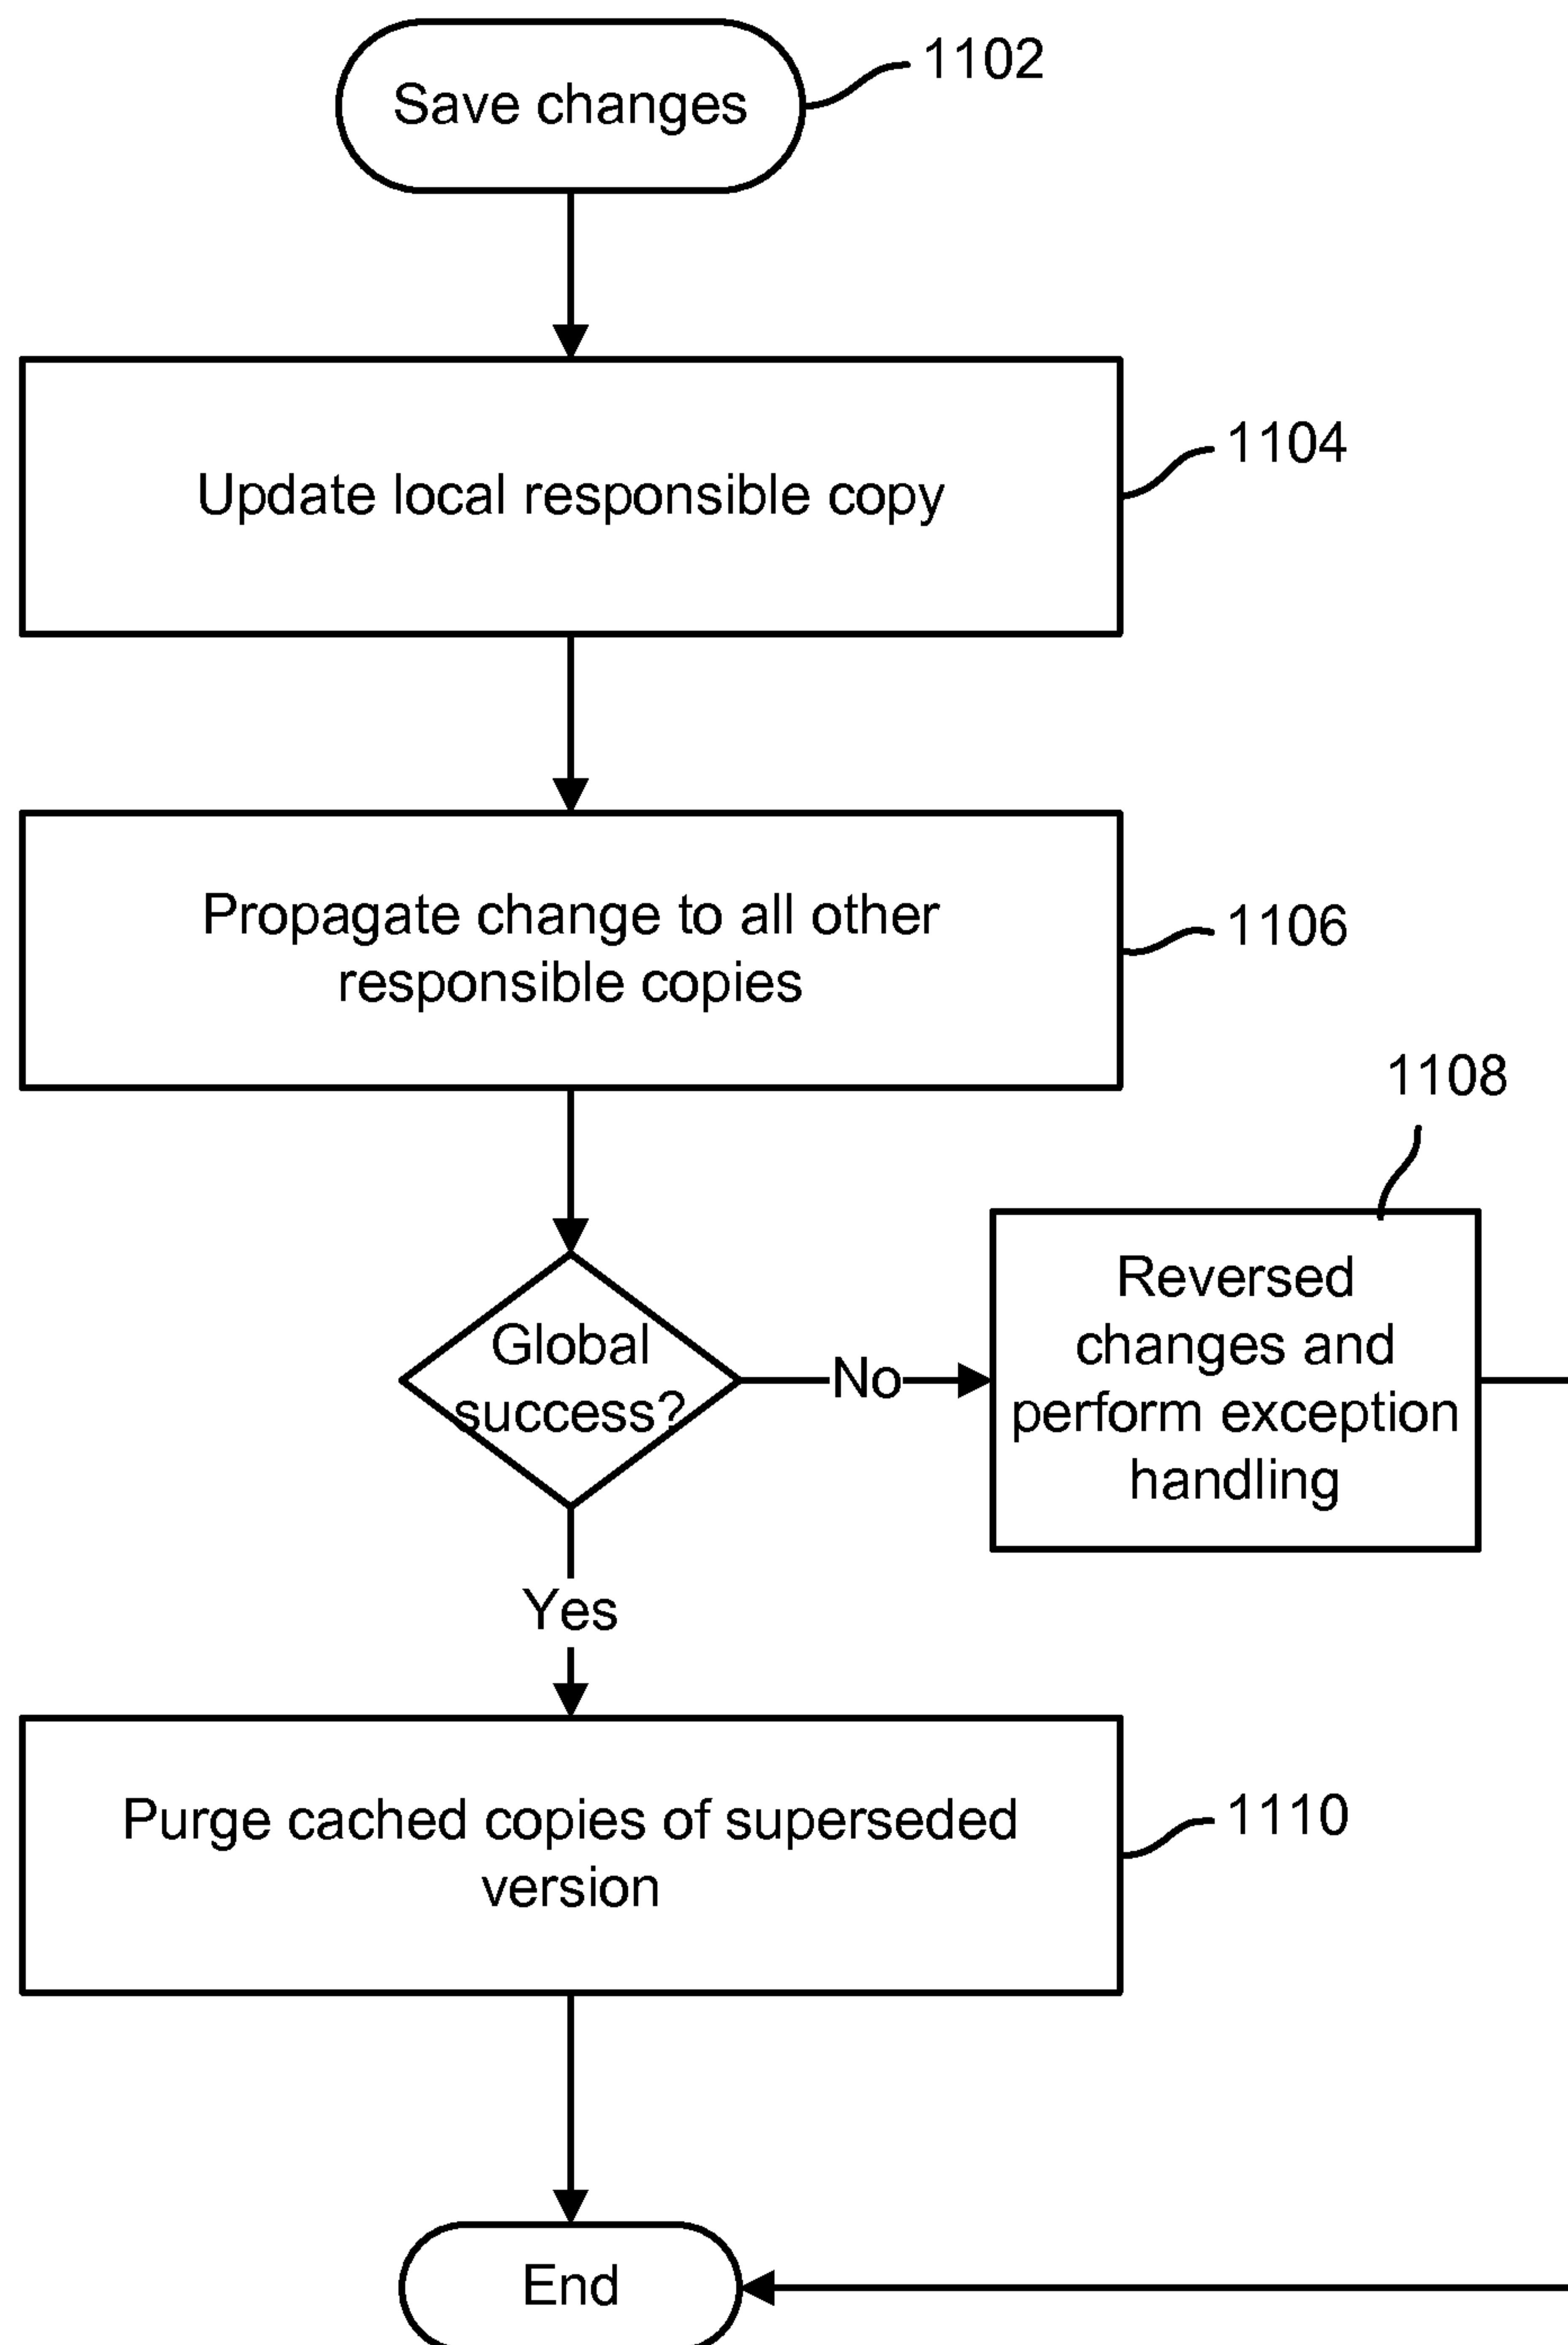 Save changes
1102
Update local responsible copy
1104
Propagate change to all other
responsible copies
1106
1108
Global
success?
No
Reversed
changes and
perform exception
handling
Yes
Purge cached copies of superseded
version
1110
End